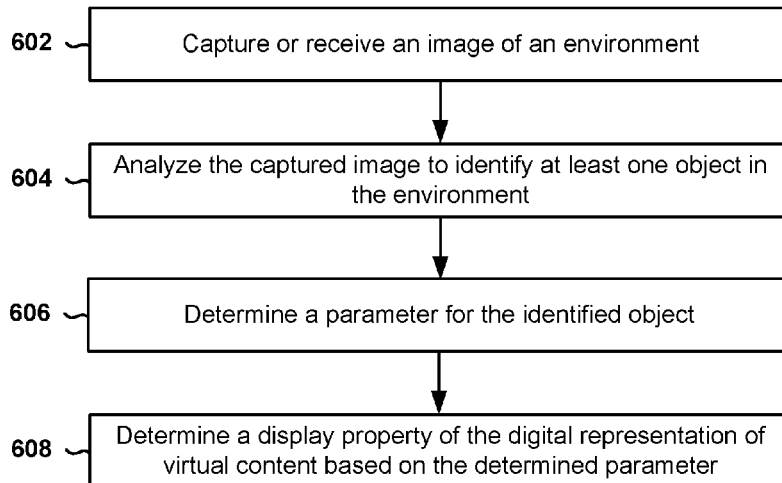 602 Capture or receive an image of an environment
604 Analyze the captured image to identify at least one object in
the environment
606 Determine a parameter for the identified object
608 Determine a display property of the digital representation of
virtual content based on the determined parameter